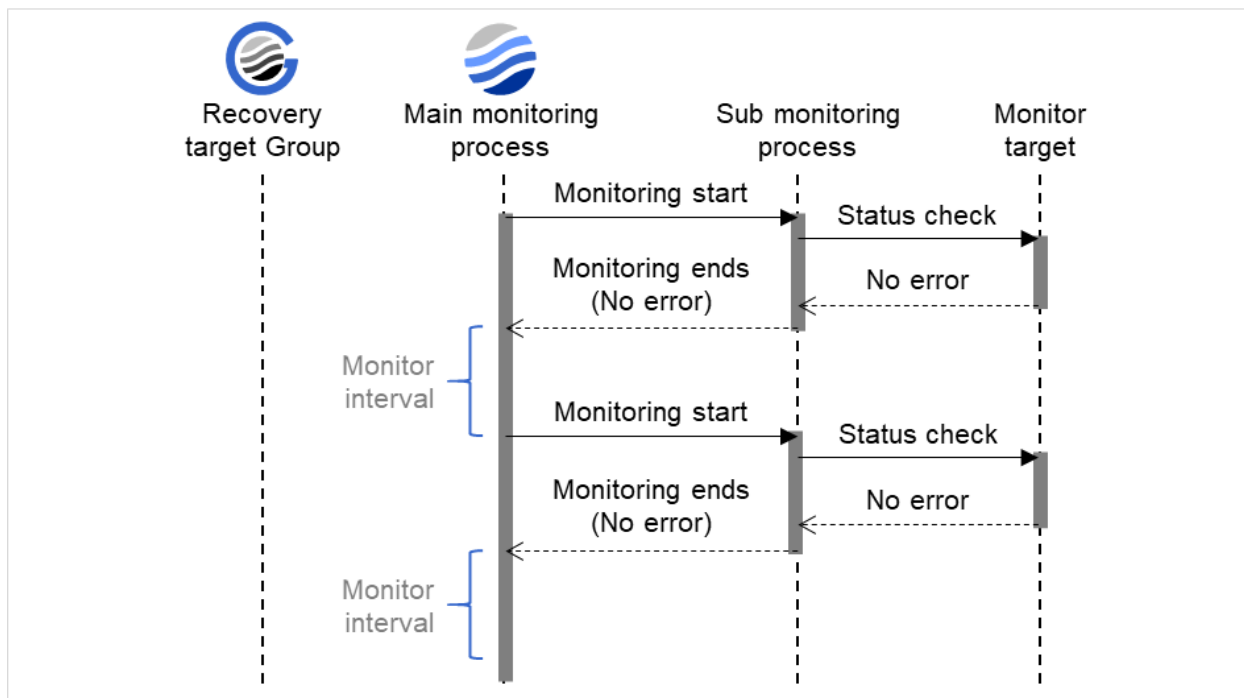 Recovery
target Group
Main monitoring
process
Sub monitoring
process
Monitor
target
Monitoring start
Status check
Monitoring ends
(No error)
No error
Monitor
interval
Monitoring start
Status check
Monitoring ends
(No error)
No error
Monitor
interval